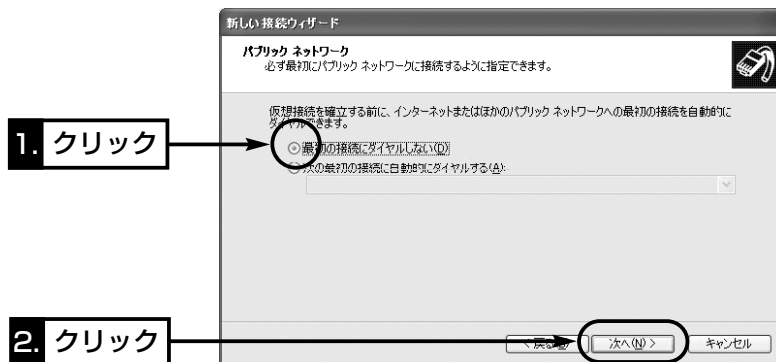 新しい接続ウィザード
パブリック ネットワーク
必ず最初にパブリック ネットワークに接続するように指定できます。
仮想接続を確立する前に、インターネットまたはほかのパブリック ネットワークへの最初の接続を自動的に
ダイヤルできます。
1. クリック
最初の接続にダイヤルしない(D)
次の最初の接続に自動的にダイヤルする(A):
2. クリック
< 戻る(B)
次へ(N) >
キャンセル